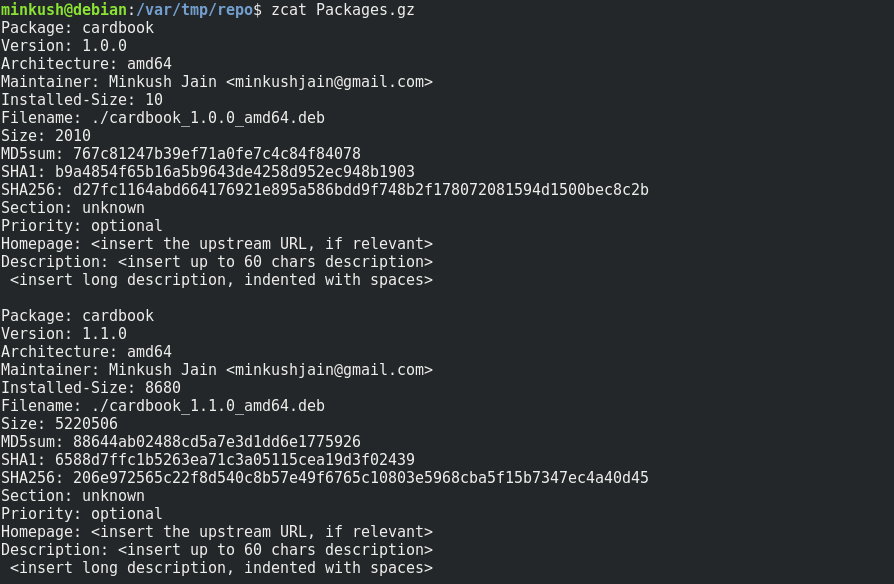 minkush@debian:/var/tmp/repo$ zcat Packages.gz
Package: cardbook
Version: 1.0.0
Architecture: amd64
Maintainer: Minkush Jain <minkushjain@gmail.com>
Installed-Size: 10
Filename: ./cardbook_1.0.0_amd64.deb
Size: 2010
MD5sum: 767c81247b39ef71a0fe7c4c84f84078
SHA1: b9a4854f65b16a5b9643de4258d952ec948b1903
SHA256: d27fc1164abd664176921e895a586bdd9f748b2f178072081594d1500bec8c2b
Section: unknown
Priority: optional
Homepage: <insert the upstream URL, if relevant>
Description: <insert up to 60 chars description>
 <insert long description, indented with spaces>

Package: cardbook
Version: 1.1.0
Architecture: amd64
Maintainer: Minkush Jain <minkushjain@gmail.com>
Installed-Size: 8680
Filename: ./cardbook_1.1.0_amd64.deb
Size: 5220506
MD5sum: 88644ab02488cd5a7e3d1dd6e1775926
SHA1: 6588d7ffc1b5263ea71c3a05115cea19d3f02439
SHA256: 206e972565c22f8d540c8b57e49f6765c10803e5968cba5f15b7347ec4a40d45
Section: unknown
Priority: optional
Homepage: <insert the upstream URL, if relevant>
Description: <insert up to 60 chars description>
 <insert long description, indented with spaces>